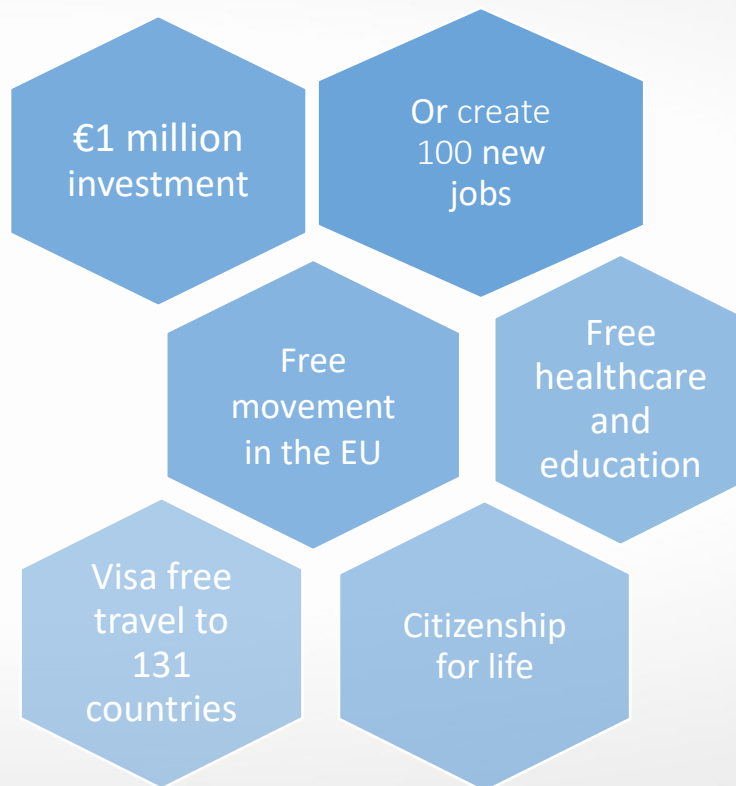 €1 million
investment
Or create
100 new
jobs
Free
movement
in the EU
Free
healthcare
and
education
Visa free
travel to
131
countries
Citizenship
for life